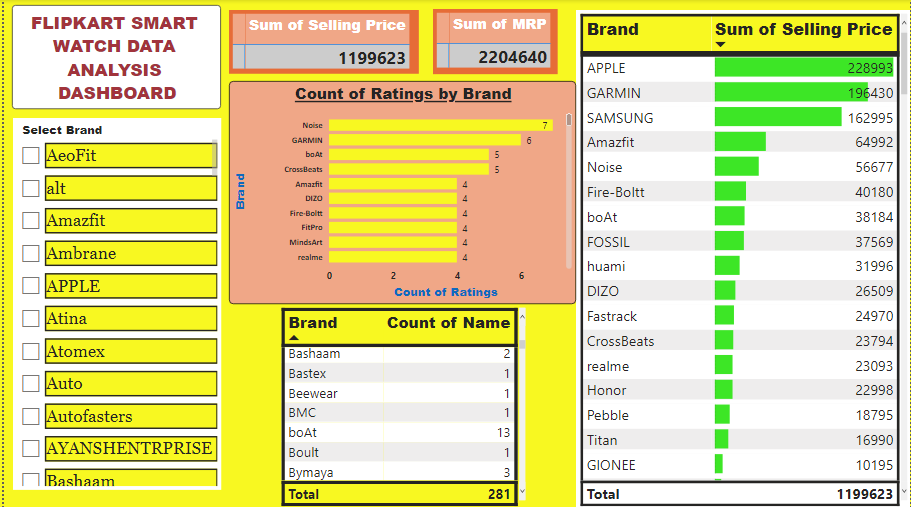 FLIPKART SMART
WATCH DATA
ANALYSIS
DASHBOARD
Select Brand
AeoFit
alt
Amazfit
Ambrane
APPLE
Atina
Atomex
Auto
Autofasters
AYANSHENTRPRISE
Bashaam
Sum of Selling Price
1199623
Sum of MRP
2204640
Count of Ratings by Brand
Brand
Noise 7
GARMIN 6
boAt 5
CrossBeats 5
Amazfit 4
DIZO 4
Fire-Boltt 4
FitPro 4
MindsArt 4
realme 4
0 2 4 6
Count of Ratings
Brand Count of Name
Bashaam 2
Bastex 1
Beewear 1
BMC 1
boAt 13
Boult 1
Bymaya 3
Total 281
Brand Sum of Selling Price
APPLE 228993
GARMIN 196430
SAMSUNG 162995
Amazfit 64992
Noise 56677
Fire-Boltt 40180
boAt 38184
FOSSIL 37569
huami 31996
DIZO 26509
Fastrack 24970
CrossBeats 23794
realme 23093
Honor 22998
Pebble 18795
Titan 16990
GIONEE 10195
Total 1199623